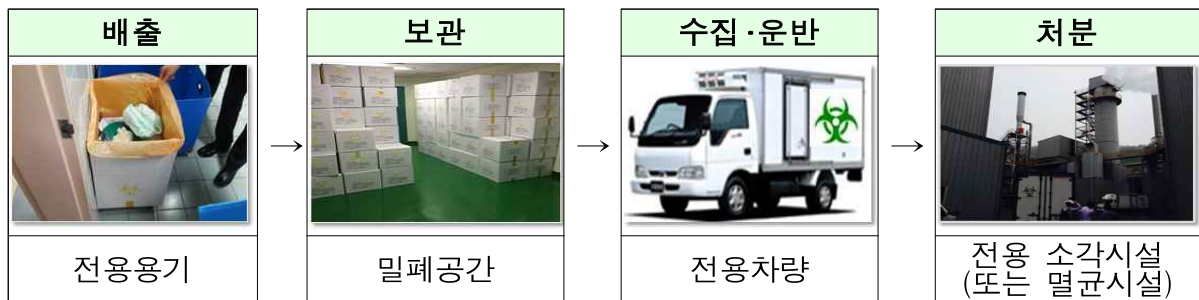 배출
보관
수집·운반
처분
→
→
→
전용용기
밀폐공간
전용차량
전용 소각시설
(또는 멸균시설)